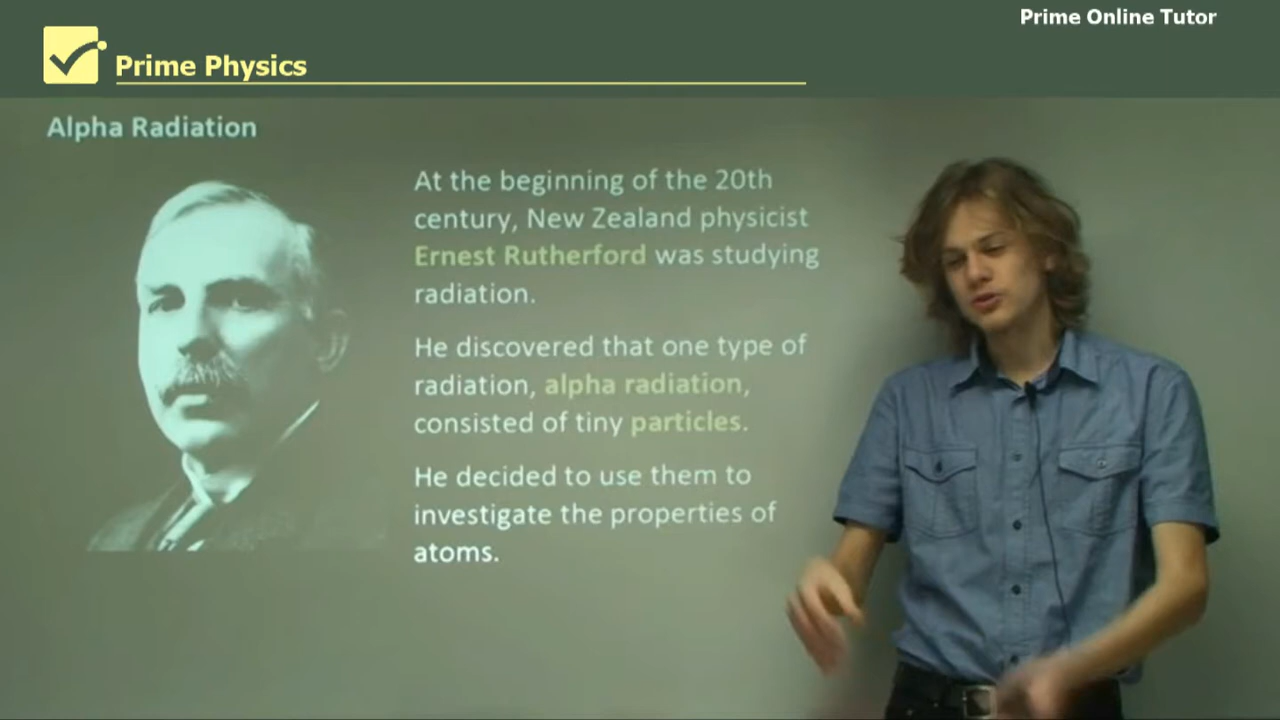 Prime Online Tutor
Prime Physics
Alpha Radiation
At the beginning of the 20th
century, New Zealand physicist
Ernest Rutherford was studying
radiation.
He discovered that one type of
radiation, alpha radiation,
consisted of tiny particles.
He decided to use them to
investigate the properties of
atoms.